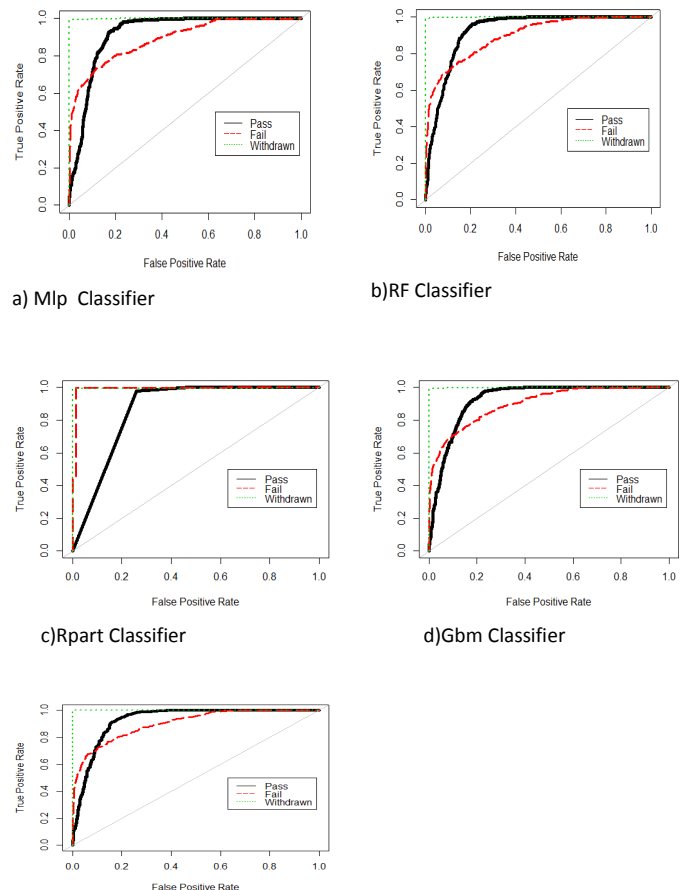 True Positive Rate
1.0
0.8
0.6
0.4
0.2
0.0
Pass
Fail
Withdrawn
0.0 0.2 0.4 0.6 0.8 1.0
False Positive Rate
a) Mlp Classifier
True Positive Rate
1.0
0.8
0.6
0.4
0.2
0.0
Pass
Fail
Withdrawn
0.0 0.2 0.4 0.6 0.8 1.0
False Positive Rate
b)RF Classifier
True Positive Rate
1.0
0.8
0.6
0.4
0.2
0.0
Pass
Fail
Withdrawn
0.0 0.2 0.4 0.6 0.8 1.0
False Positive Rate
c)Rpart Classifier
True Positive Rate
1.0
0.8
0.6
0.4
0.2
0.0
Pass
Fail
Withdrawn
0.0 0.2 0.4 0.6 0.8 1.0
False Positive Rate
d)Gbm Classifier
True Positive Rate
1.0
0.8
0.6
0.4
0.2
0.0
Pass
Fail
Withdrawn
0.0 0.2 0.4 0.6 0.8 1.0
False Positive Rate